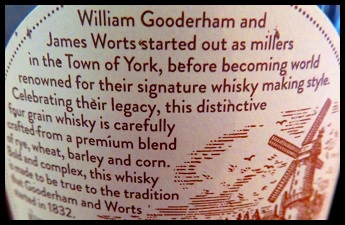 William Gooderham and
James Worts started out as millers
in the Town of York, before becoming world
renowned for their signature whisky making style.
Celebrating their legacy, this distinctive
four grain whisky is carefully
crafted from a premium blend
of rye, wheat, barley and corn.
Bold and complex, this whisky
is made to be true to the tradition
that Gooderham and Worts
started in 1832.